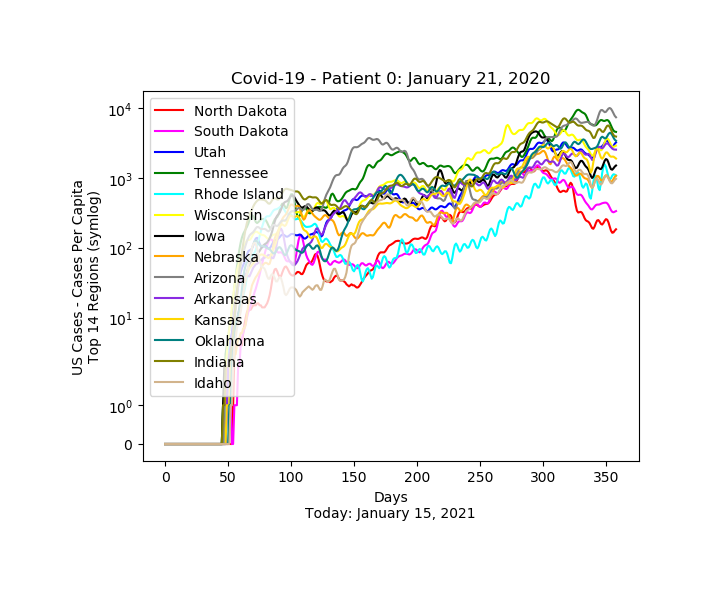 Covid-19 - Patient 0: January 21, 2020
US Cases - Cases Per Capita
Top 14 Regions (symlog)
10^4
10^3
10^2
10^1
10^0
0
North Dakota
South Dakota
Utah
Tennessee
Rhode Island
Wisconsin
Iowa
Nebraska
Arizona
Arkansas
Kansas
Oklahoma
Indiana
Idaho
0 50 100 150 200 250 300 350
Days
Today: January 15, 2021